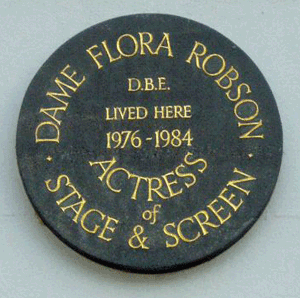 · DAME FLORA ROBSON ·
D.B.E.
LIVED HERE
1976-1984
ACTRESS
of
STAGE & SCREEN